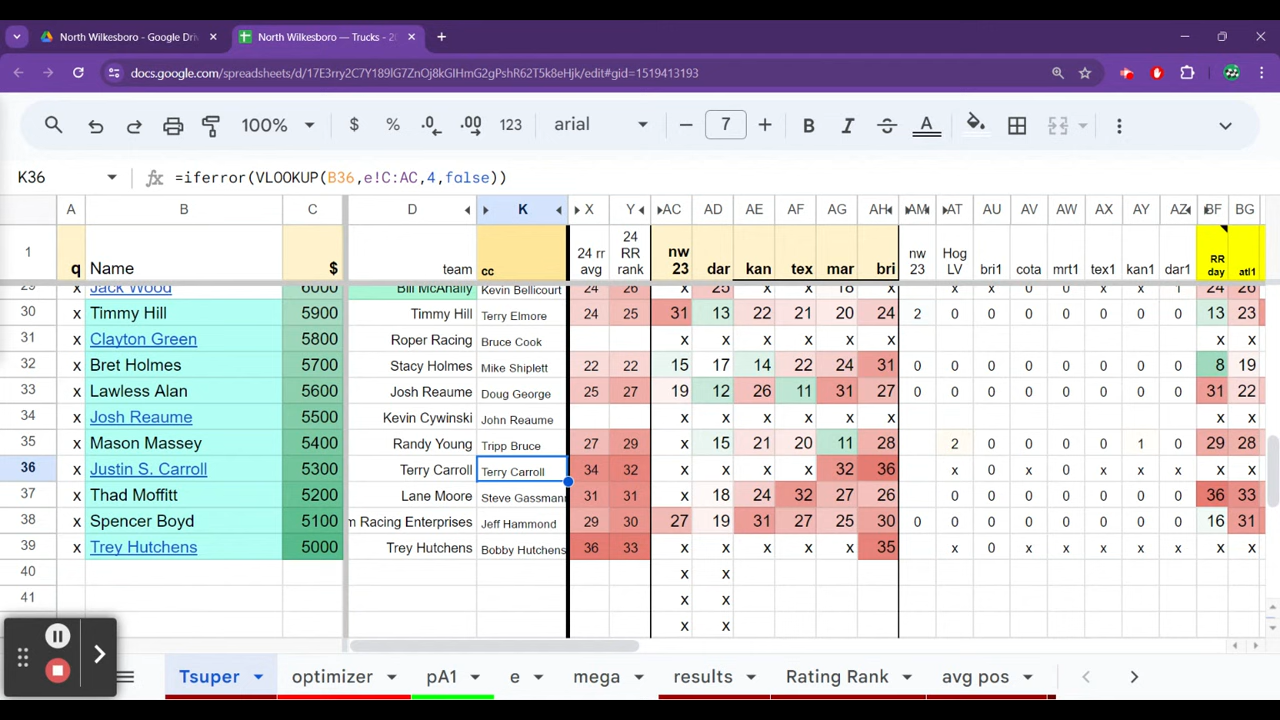 North Wilkesboro - Google Dri
North Wilkesboro — Trucks - 2
docs.google.com/spreadsheets/d/17E3rry2C7Y189IG7ZnOj8kGIHmG2gPshR62T5k8eHjk/edit#gid=1519413193
100% $ % .0 .00 123 arial 7 B I A
K36 =iferror(VLOOKUP(B36,e!C:AC,4,false))
A B C D K X Y AC AD AE AF AG AH AM AT AU AV AW AX AY AZ BF BG
1 q Name $ team cc 24 rr avg 24 RR rank nw 23 dar kan tex mar bri nw 23 Hog LV bri1 cota mrt1 tex1 kan1 dar1 RR day atl1
29 x Jack Wood 6000 Bill McAnally Kevin Bellicourt 24 26 x 25 x x 18 x x x 0 x x 0 0 1 24 26
30 x Timmy Hill 5900 Timmy Hill Terry Elmore 24 25 31 13 22 21 20 24 2 0 0 0 0 0 0 0 13 23
31 x Clayton Green 5800 Roper Racing Bruce Cook x x x x x x x x x x x x x x x
32 x Bret Holmes 5700 Stacy Holmes Mike Shiplett 22 22 15 17 14 22 24 31 0 0 0 0 0 0 0 0 8 19
33 x Lawless Alan 5600 Josh Reaume Doug George 25 27 19 12 26 11 31 27 0 0 0 0 0 0 0 0 31 22
34 x Josh Reaume 5500 Kevin Cywinski John Reaume x x x x x x x x x x x x x x x
35 x Mason Massey 5400 Randy Young Tripp Bruce 27 29 x 15 21 20 11 28 2 0 0 0 0 1 0 29 28
36 x Justin S. Carroll 5300 Terry Carroll Terry Carroll 34 32 x x x x 32 36 x 0 x 0 x x x x x
37 x Thad Moffitt 5200 Lane Moore Steve Gassman 31 31 x 18 24 32 27 26 0 0 0 0 0 0 0 36 33
38 x Spencer Boyd 5100 m Racing Enterprises Jeff Hammond 29 30 27 19 31 27 25 30 0 0 0 0 0 0 0 0 16 31
39 x Trey Hutchens 5000 Trey Hutchens Bobby Hutchens 36 33 x x x x x 35 x 0 x x x x x x x
40 x x
41 x x
x x
Tsuper optimizer pA1 e mega results Rating Rank avg pos